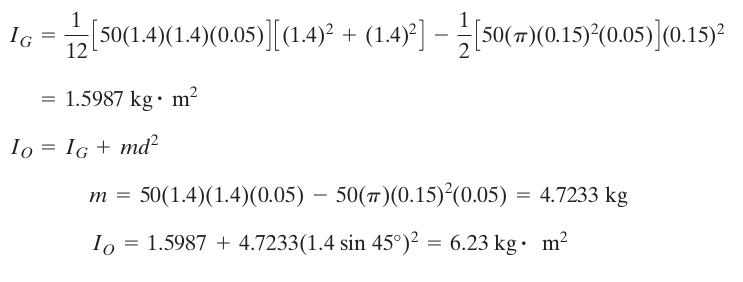 I_G = \frac{1}{12}[50(1.4)(1.4)(0.05)][(1.4)² + (1.4)²] − \frac{1}{2}[50(π)(0.15)²(0.05)](0.15)²
= 1.5987 kg · m²
I_O = I_G + md²
m = 50(1.4)(1.4)(0.05) − 50(π)(0.15)²(0.05) = 4.7233 kg
I_O = 1.5987 + 4.7233(1.4 sin 45°)² = 6.23 kg · m²